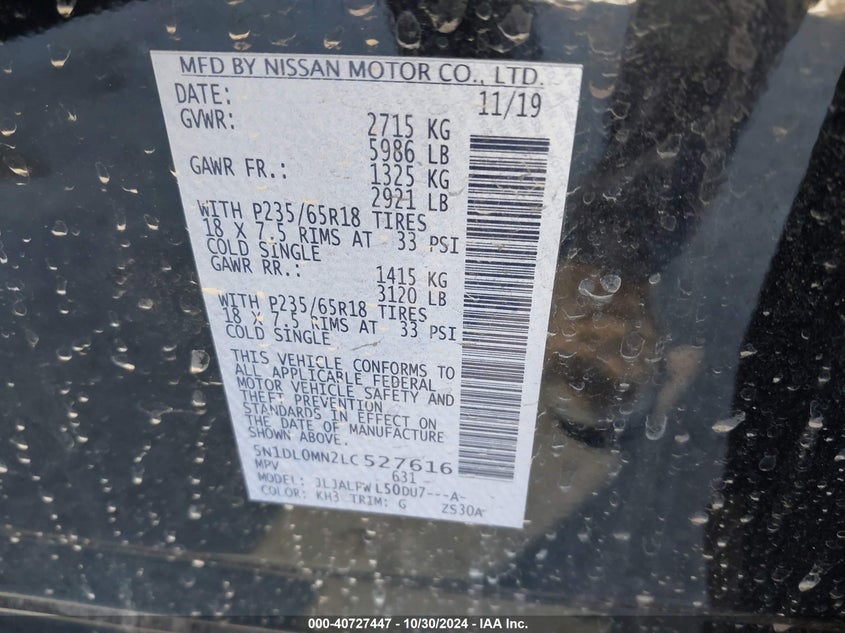 MFD BY NISSAN MOTOR CO., LTD.
DATE: 11/19
GVWR: 2715 KG
5986 LB
GAWR FR.: 1325 KG
2921 LB
WITH P235/65R18 TIRES
18 X 7.5 RIMS AT 33 PSI
COLD SINGLE
GAWR RR.: 1415 KG
3120 LB
WITH P235/65R18 TIRES
18 X 7.5 RIMS AT 33 PSI
COLD SINGLE
THIS VEHICLE CONFORMS TO
ALL APPLICABLE FEDERAL
MOTOR VEHICLE SAFETY AND
THEFT PREVENTION
STANDARDS IN EFFECT ON
THE DATE OF MANUFACTURE
SHOWN ABOVE.
5N1DL0MN2LC527616
MPV 631
MODEL: JLJALPWL50DU7---A-
COLOR: KH3 TRIM: G ZS30A
000-40727447 - 10/30/2024 - © IAA Inc.